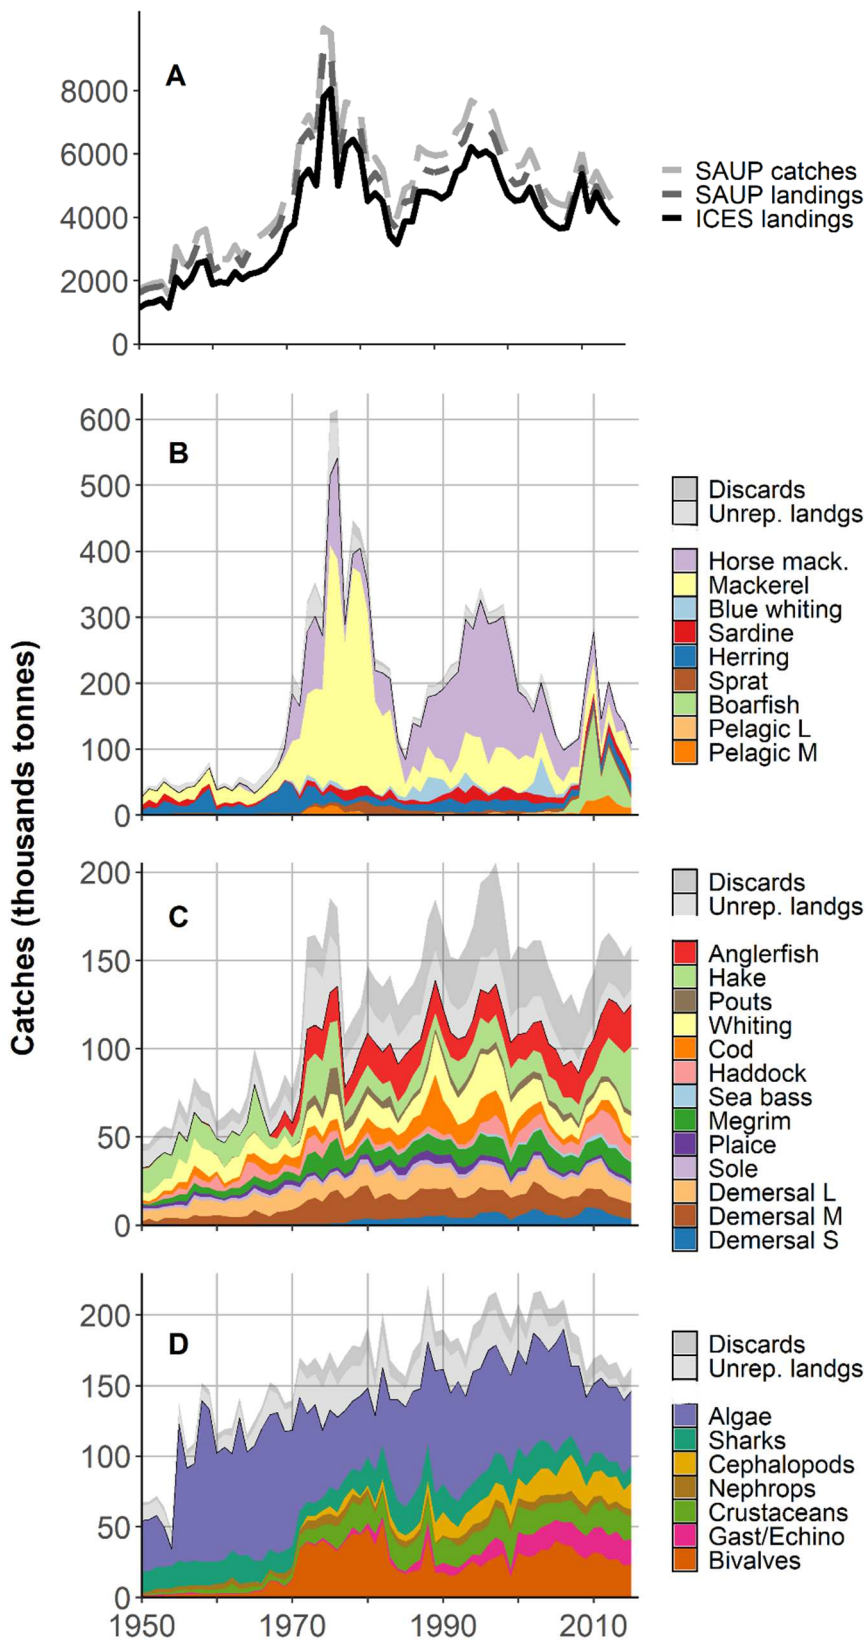 A
8000
6000
4000
2000
0
SAUP catches
SAUP landings
ICES landings
Catches (thousands tonnes)
B
600
500
400
300
200
100
0
Discards
Unrep. landgs
Horse mack.
Mackerel
Blue whiting
Sardine
Herring
Sprat
Boarfish
Pelagic L
Pelagic M
C
200
150
100
50
0
Discards
Unrep. landgs
Anglerfish
Hake
Pouts
Whiting
Cod
Haddock
Sea bass
Megrim
Plaice
Sole
Demersal L
Demersal M
Demersal S
D
200
150
100
50
0
1950 1970 1990 2010
Discards
Unrep. landgs
Algae
Sharks
Cephalopods
Nephrops
Crustaceans
Gast/Echino
Bivalves